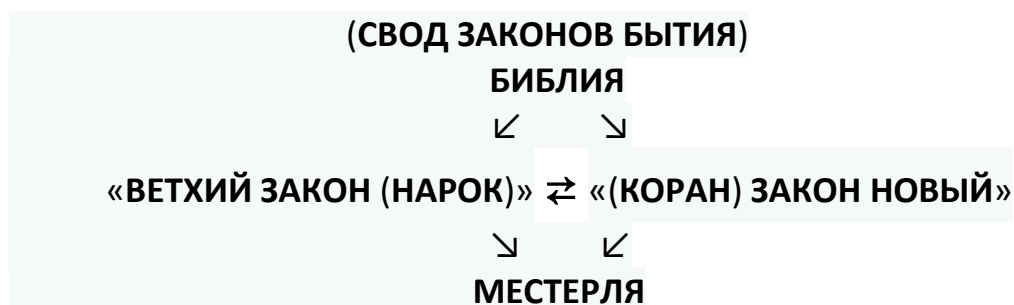 (СВОД ЗАКОНОВ БЫТИЯ)
БИБЛИЯ
↙ ↘
«ВЕТХИЙ ЗАКОН (НАРОК)» ⇄ «(КОРАН) ЗАКОН НОВЫЙ»
↘ ↙
МЕСТЕРЛЯ